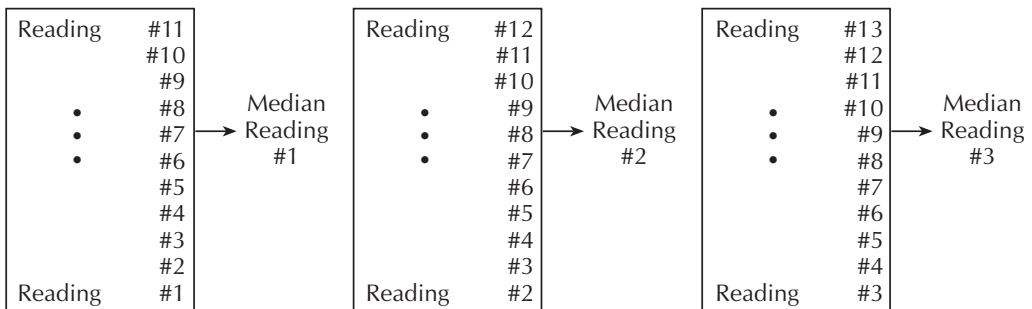 Reading #11
#10
#9
#8
#7
#6
#5
#4
#3
#2
Reading #1
Median
Reading
#1
Reading #12
#11
#10
#9
#8
#7
#6
#5
#4
#3
Reading #2
Median
Reading
#2
Reading #13
#12
#11
#10
#9
#8
#7
#6
#5
#4
Reading #3
Median
Reading
#3